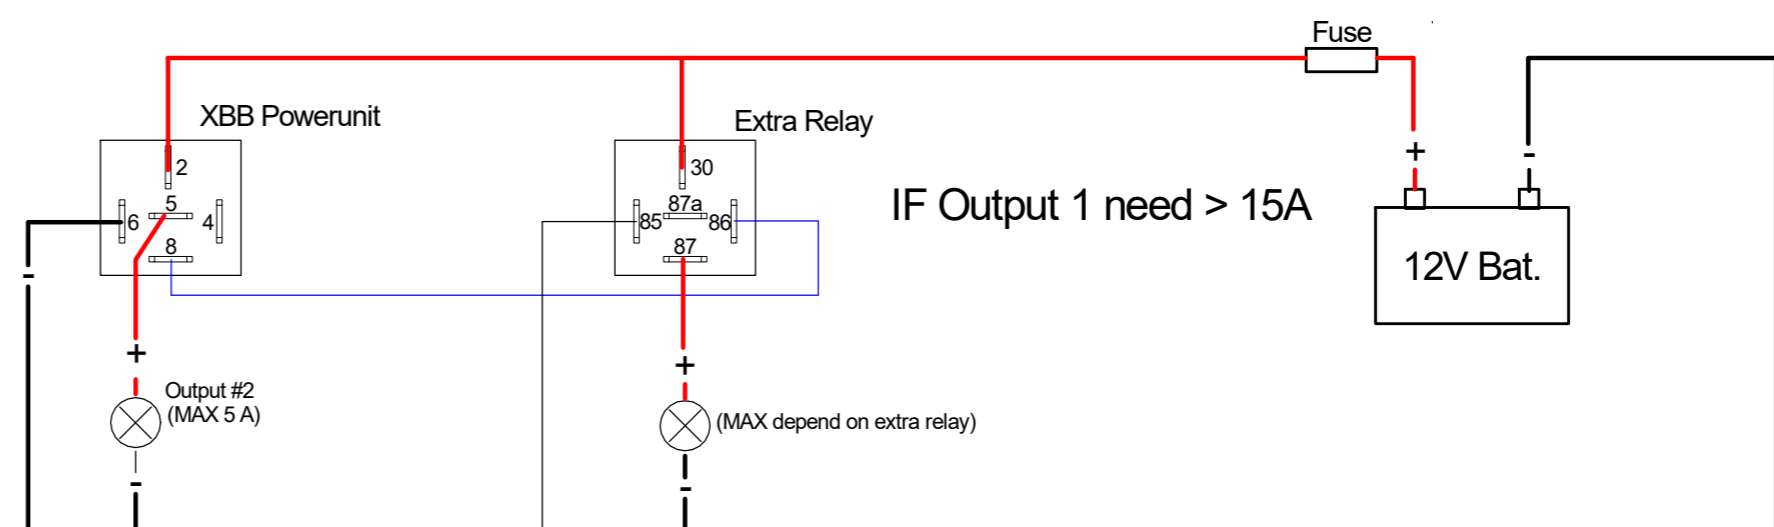 Fuse
XBB Powerunit
Extra Relay
2
30
+
-
5
87a
IF Output 1 need > 15A
6
4
85
86
8
87
12V Bat.
-
+
+
Output #2
(MAX 5 A)
(MAX depend on extra relay)
-
-